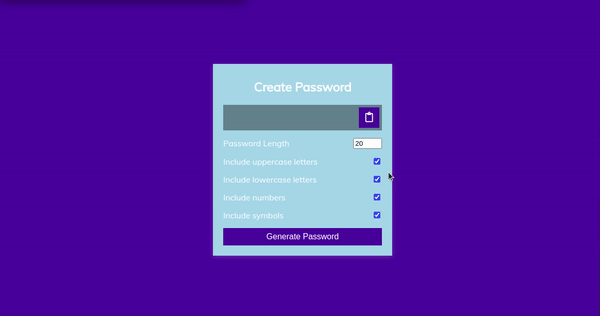 Create Password
Password Length
20
Include uppercase letters
Include lowercase letters
Include numbers
Include symbols
Generate Password